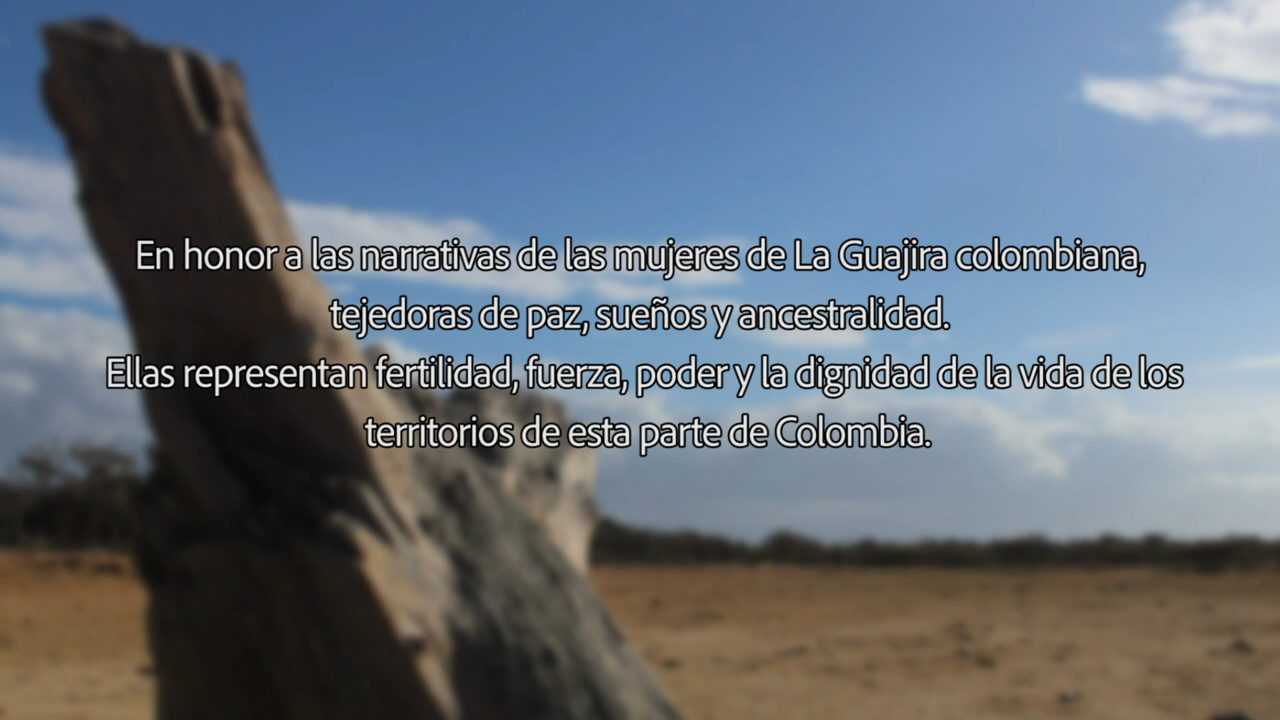 En honor a las narrativas de las mujeres de La Guajira colombiana,
tejedoras de paz, sueños y ancestralidad.
Ellas representan fertilidad, fuerza, poder y la dignidad de la vida de los
territorios de esta parte de Colombia.